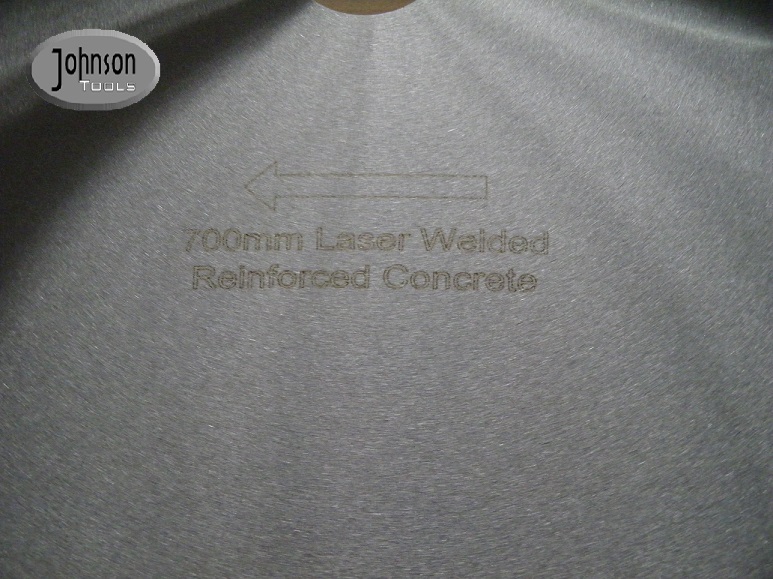 Johnson
TOOLS
700mm Laser Welded
Reinforced Concrete